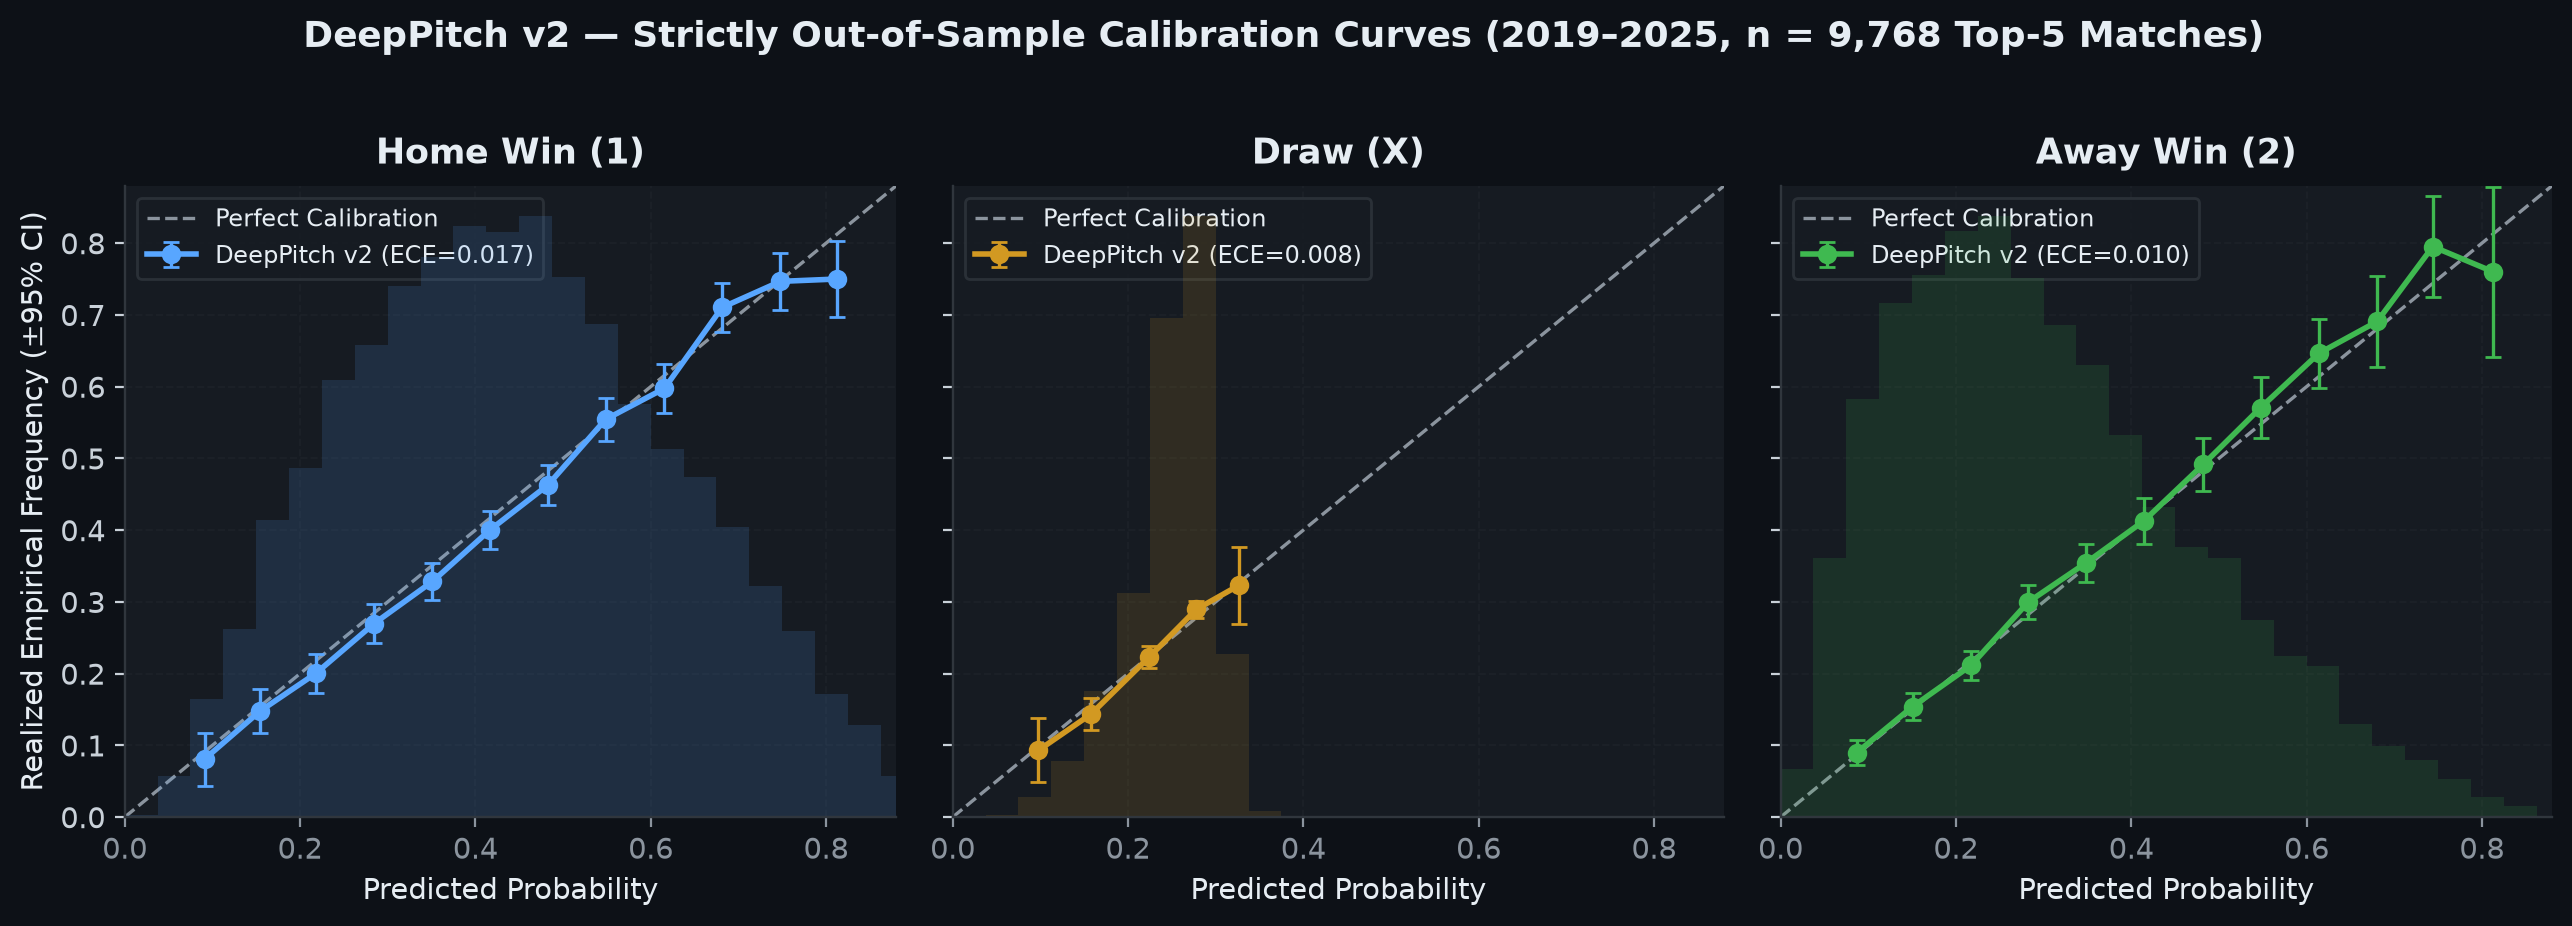 DeepPitch v2 — Strictly Out-of-Sample Calibration Curves (2019–2025, n = 9,768 Top-5 Matches)
Home Win (1)
Perfect Calibration
DeepPitch v2 (ECE=0.017)
Realized Empirical Frequency (±95% CI)
0.8
0.7
0.6
0.5
0.4
0.3
0.2
0.1
0.0
0.0 0.2 0.4 0.6 0.8
Predicted Probability
Draw (X)
Perfect Calibration
DeepPitch v2 (ECE=0.008)
0.0 0.2 0.4 0.6 0.8
Predicted Probability
Away Win (2)
Perfect Calibration
DeepPitch v2 (ECE=0.010)
0.0 0.2 0.4 0.6 0.8
Predicted Probability